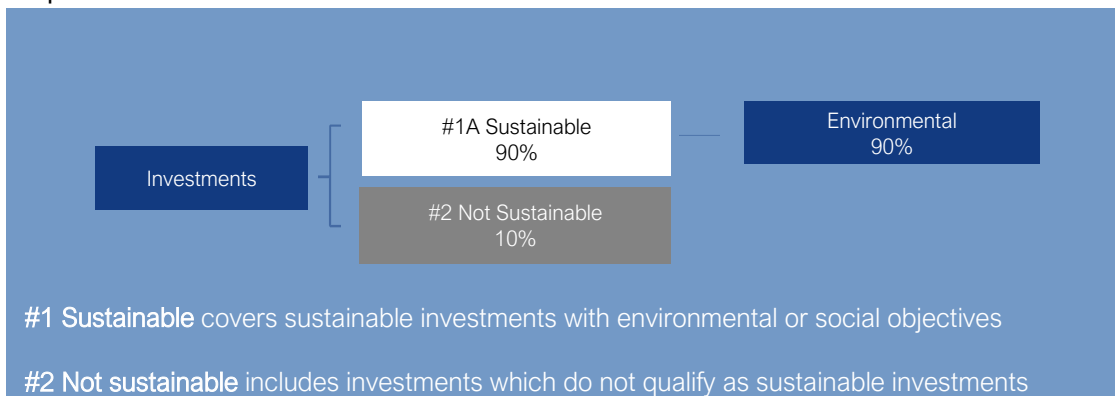 Investments
#1A Sustainable
90%
#2 Not Sustainable
10%
Environmental
90%
#1 Sustainable covers sustainable investments with environmental or social objectives
#2 Not sustainable includes investments which do not qualify as sustainable investments